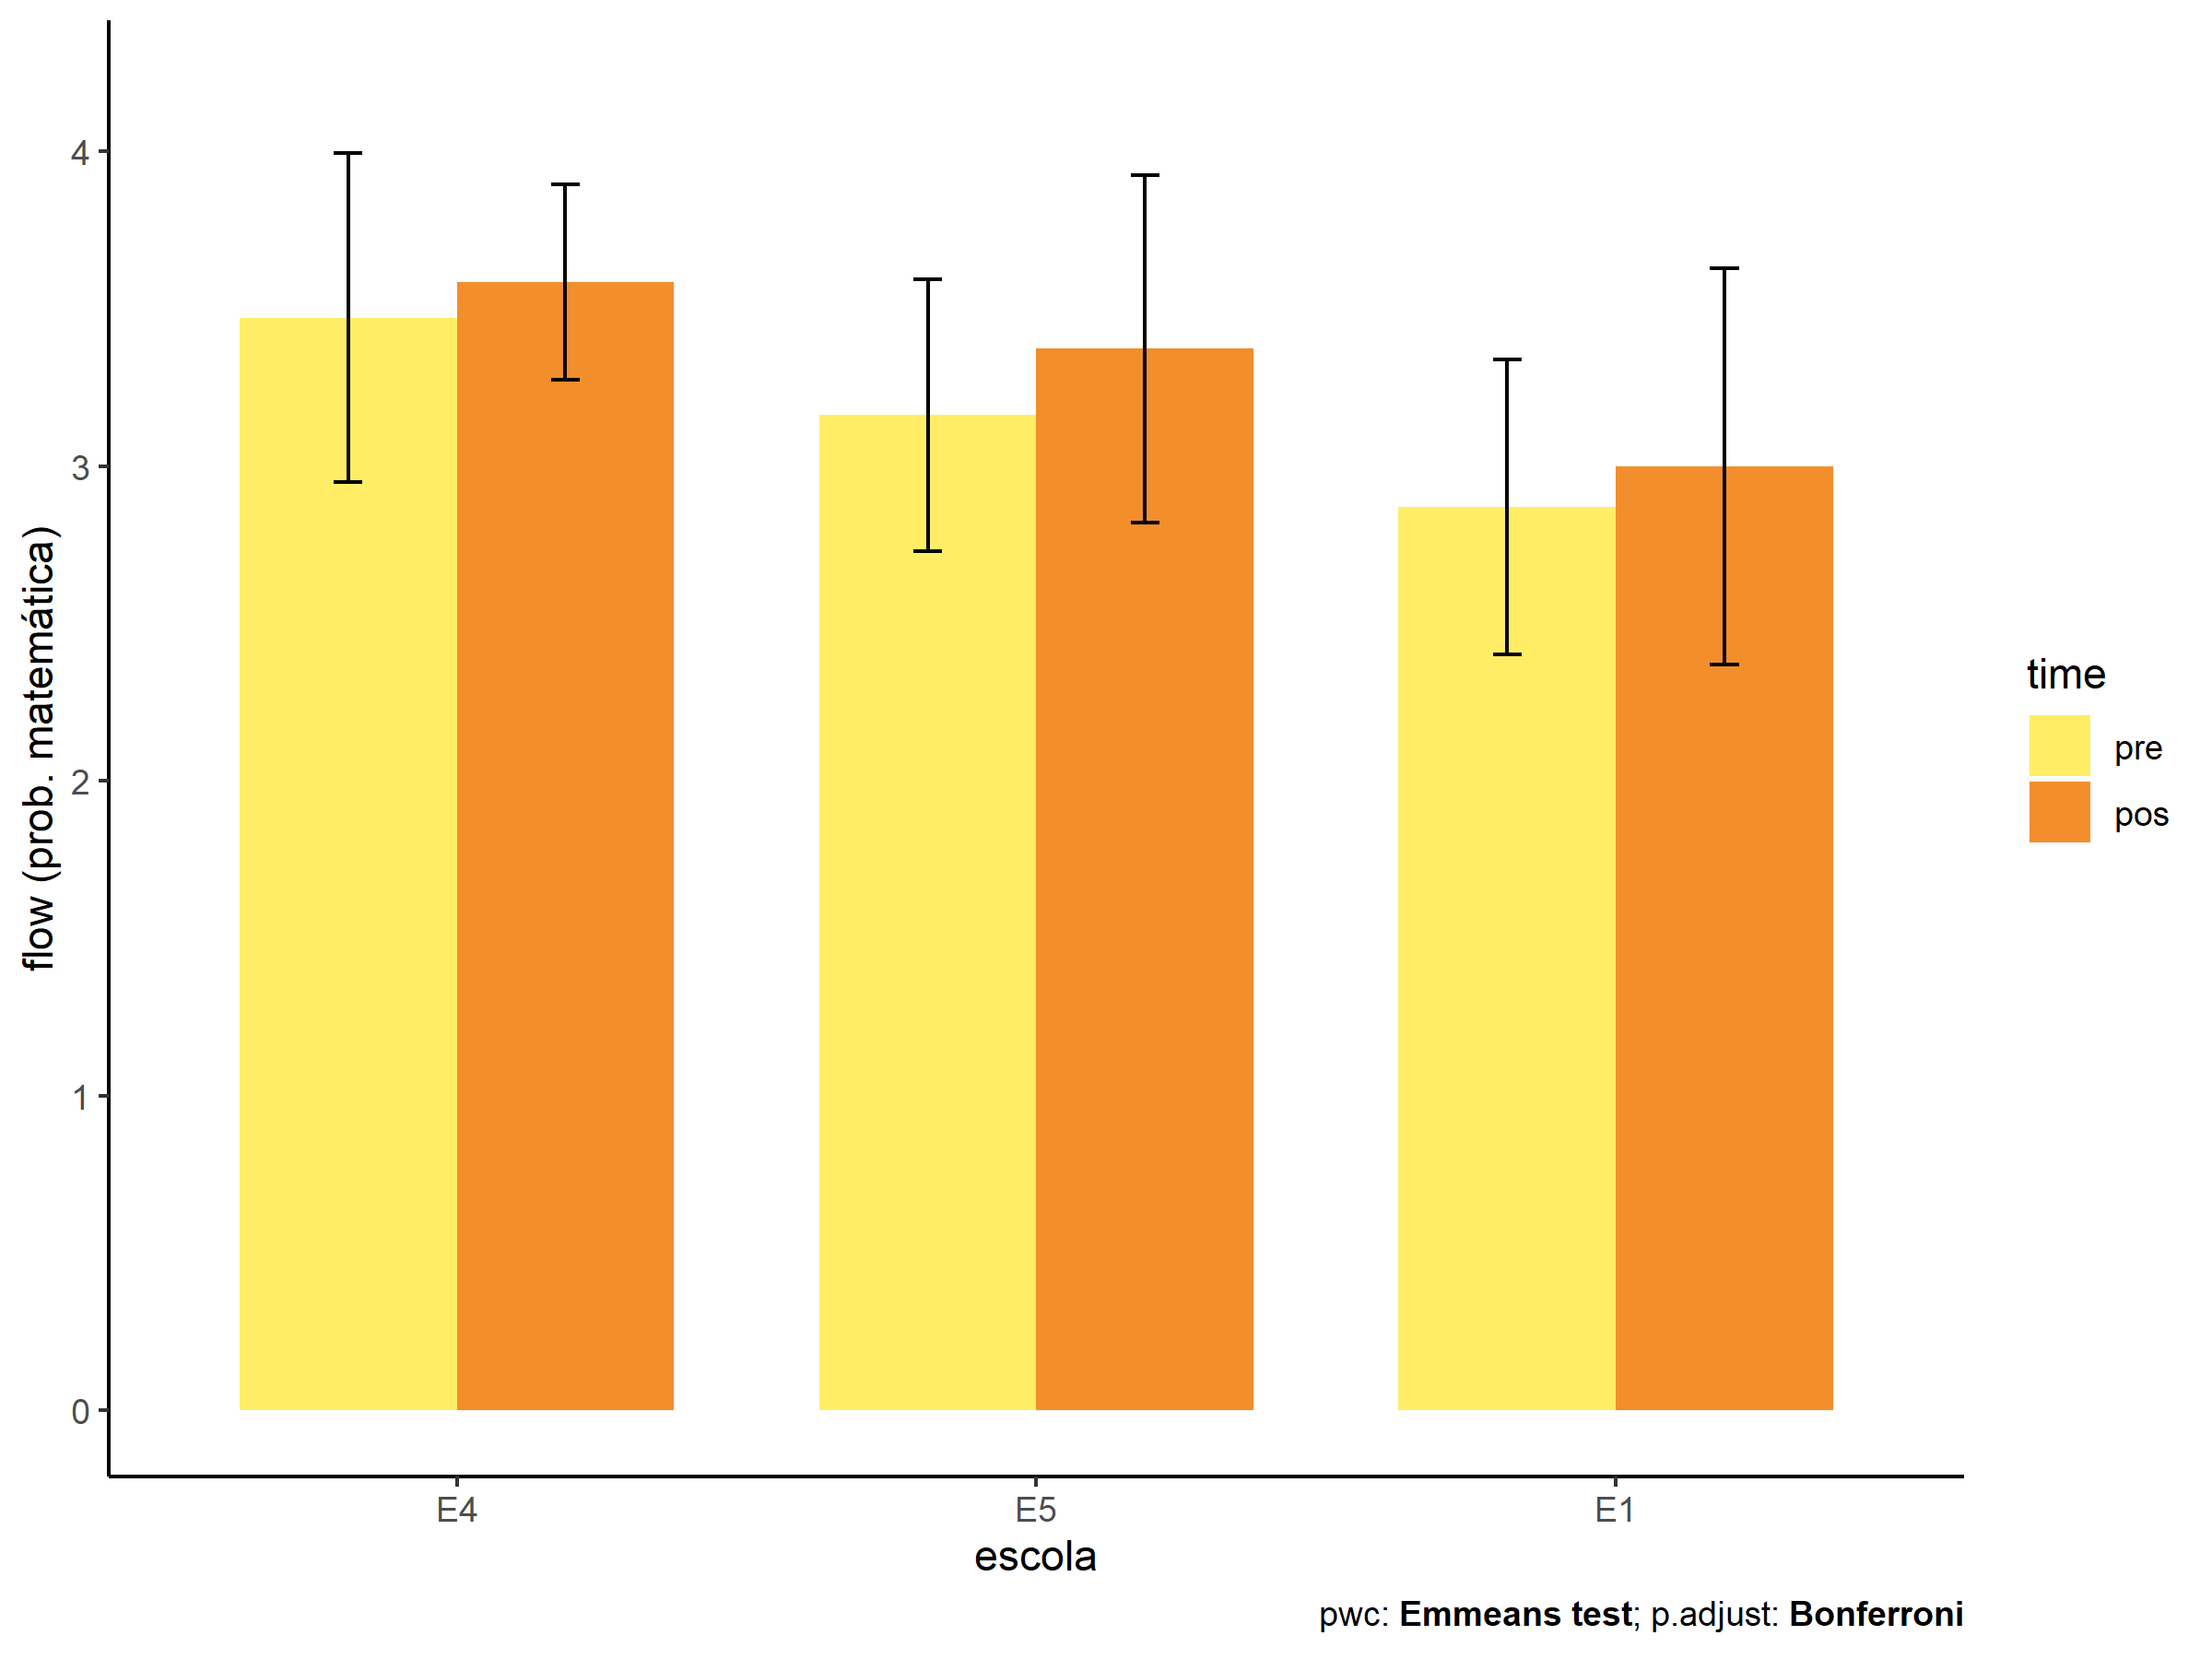 flow (prob. matemática)
4
3
2
1
0
E4 E5 E1
escola
time
pre
pos
pwc: Emmeans test; p.adjust: Bonferroni